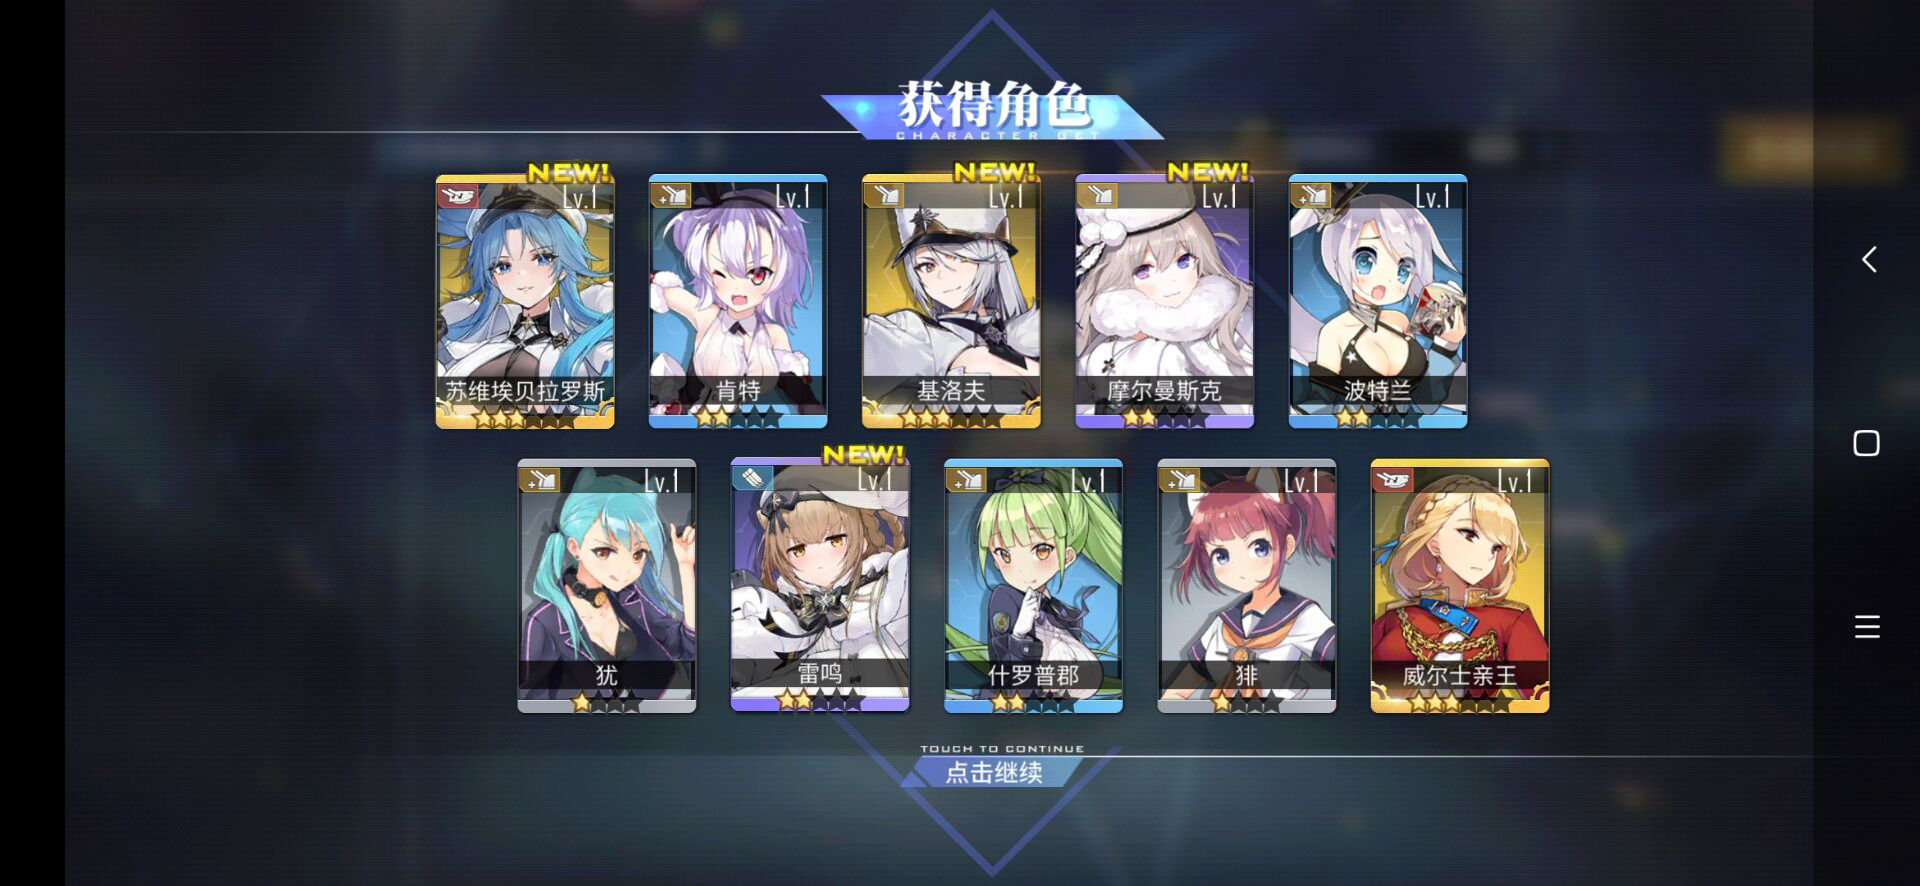 获得角色
CHARACTER GET
NEW! NEW! NEW!
Lv.1 Lv.1 Lv.1 Lv.1 Lv.1
苏维埃贝拉罗斯 肯特 基洛夫 摩尔曼斯克 波特兰
NEW!
Lv.1 Lv.1 Lv.1 Lv.1 Lv.1
犹 雷鸣 什罗普郡 猅 威尔士亲王
TOUCH TO CONTINUE
点击继续